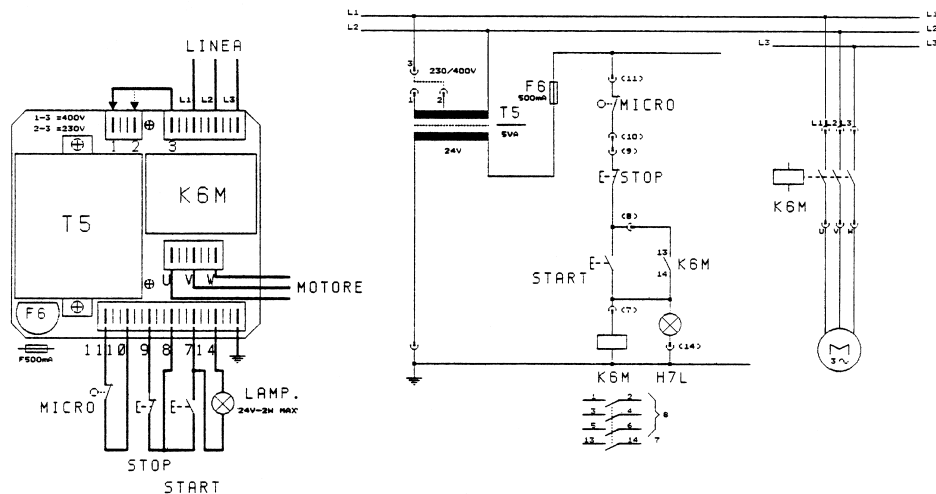 LINEA
L1 L2 L3
1-3 =400V
2-3 =230V
1 2 3
T5
K6M
U V W
MOTORE
F6
F500mA
11 10 9 8 7 14
MICRO
LAMP.
24V-2W MAX
STOP
START
L1 L1
L2 L2
L3 L3
3
230/400V
1 2
T5
5VA
24V
F6
500mA
(11)
MICRO
(10)
(9)
STOP
(8)
START
13
14
K6M
(7)
(14)
K6M H7L
1 2
3 4
5 6
13 14
8
7
L1 L2 L3
K6M
U V W
M
3~